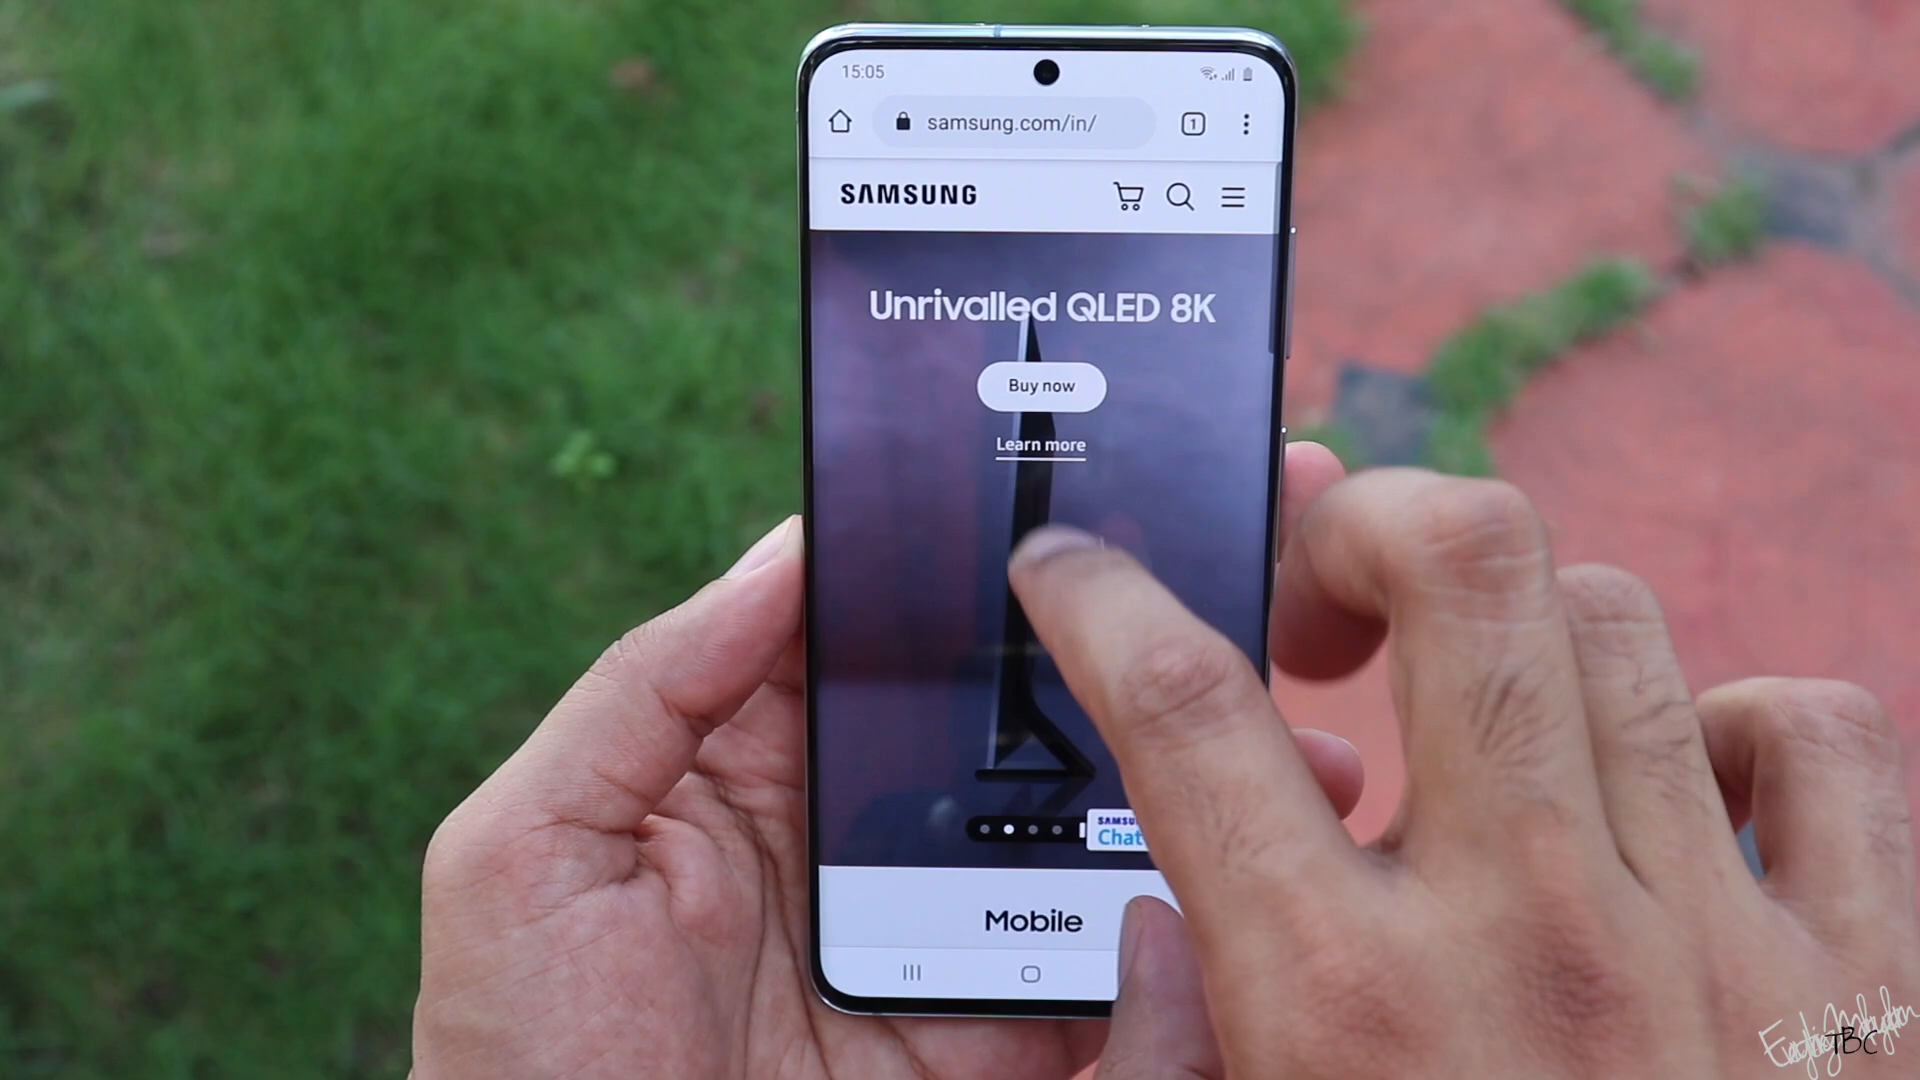 15:05
samsung.com/in/
1
SAMSUNG
Unrivalled QLED 8K
Buy now
Learn more
Chat
Mobile
TBC